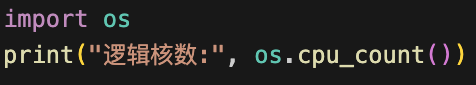 import os
print("逻辑核数:", os.cpu_count())